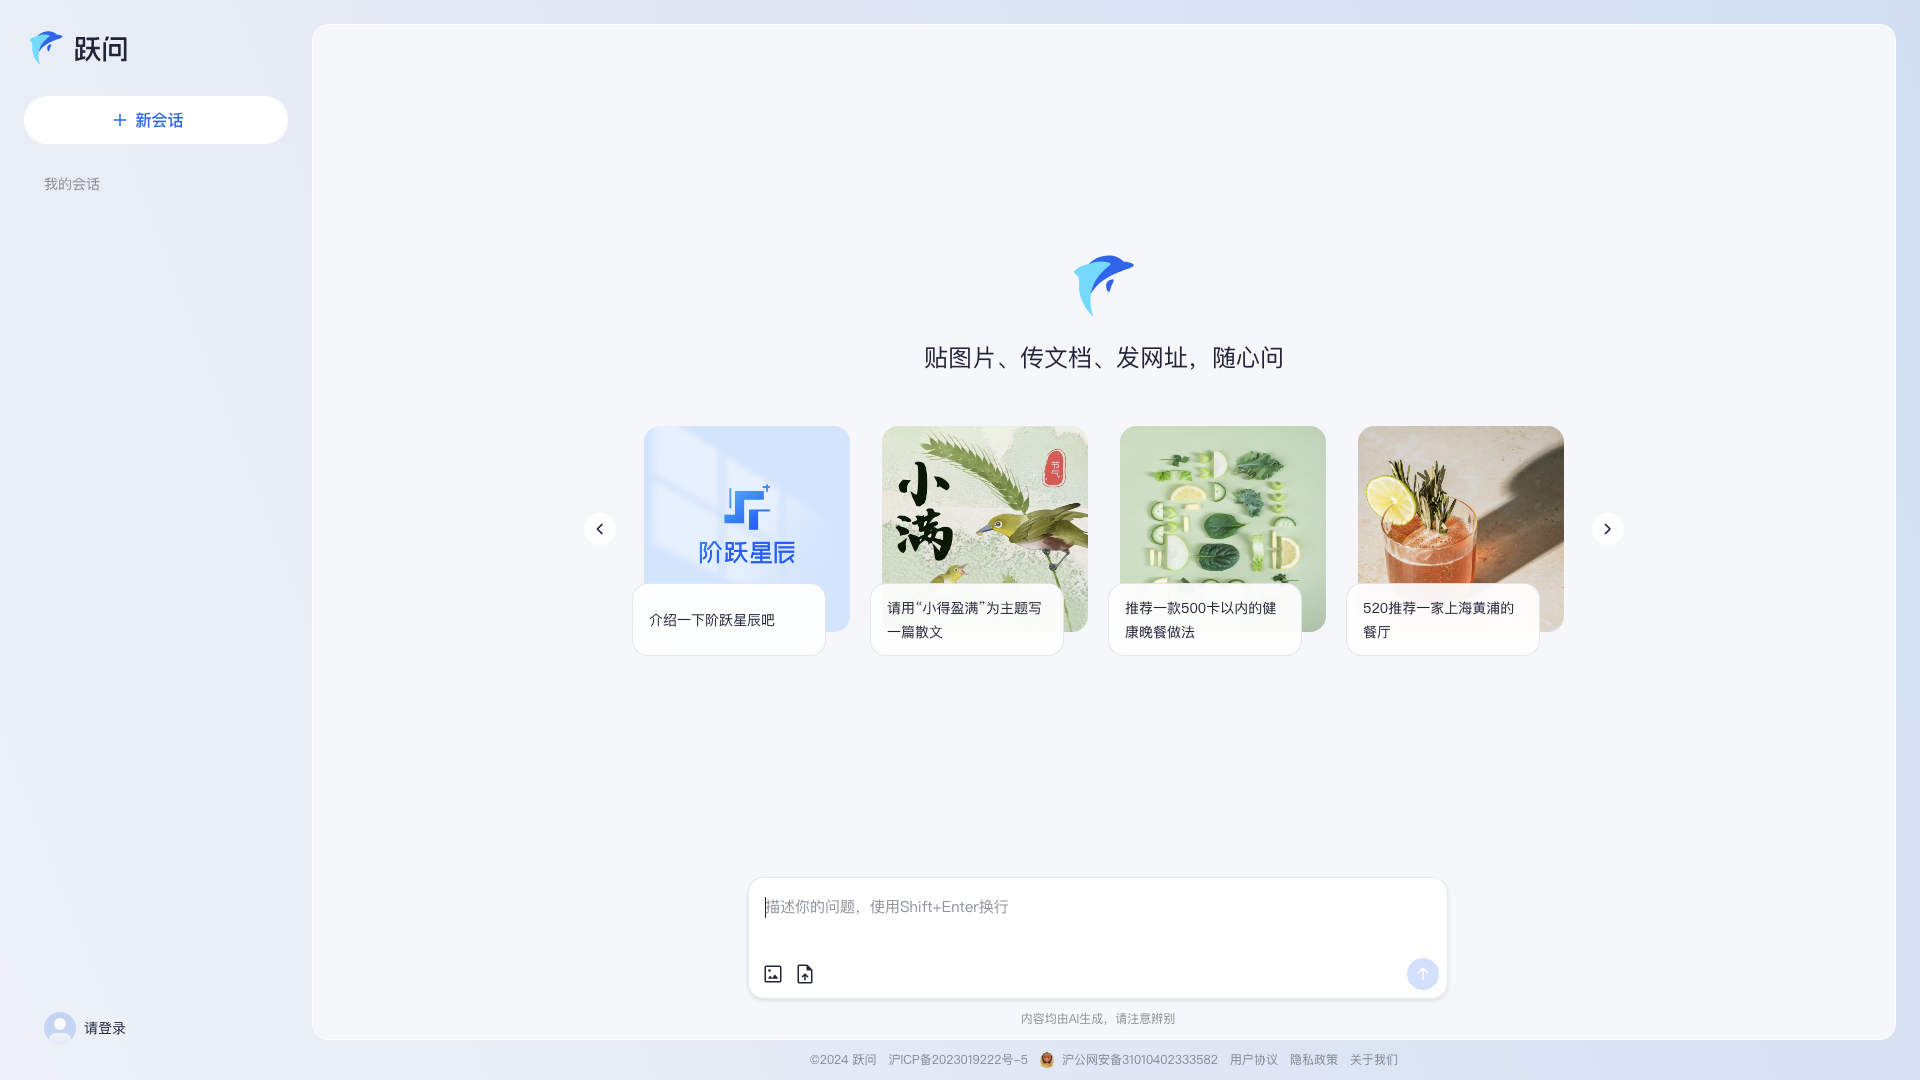 跃问
新会话
我的会话
贴图片、传文档、发网址，随心问
阶跃星辰
介绍一下阶跃星辰吧
小满
节气
请用“小得盈满”为主题写
一篇散文
推荐一款500卡以内的健
康晚餐做法
520推荐一家上海黄浦的
餐厅
描述你的问题，使用Shift+Enter换行
内容均由AI生成，请注意辨别
请登录
©2024 跃问 沪ICP备2023019222号-5 沪公网安备31010402333582 用户协议 隐私政策 关于我们